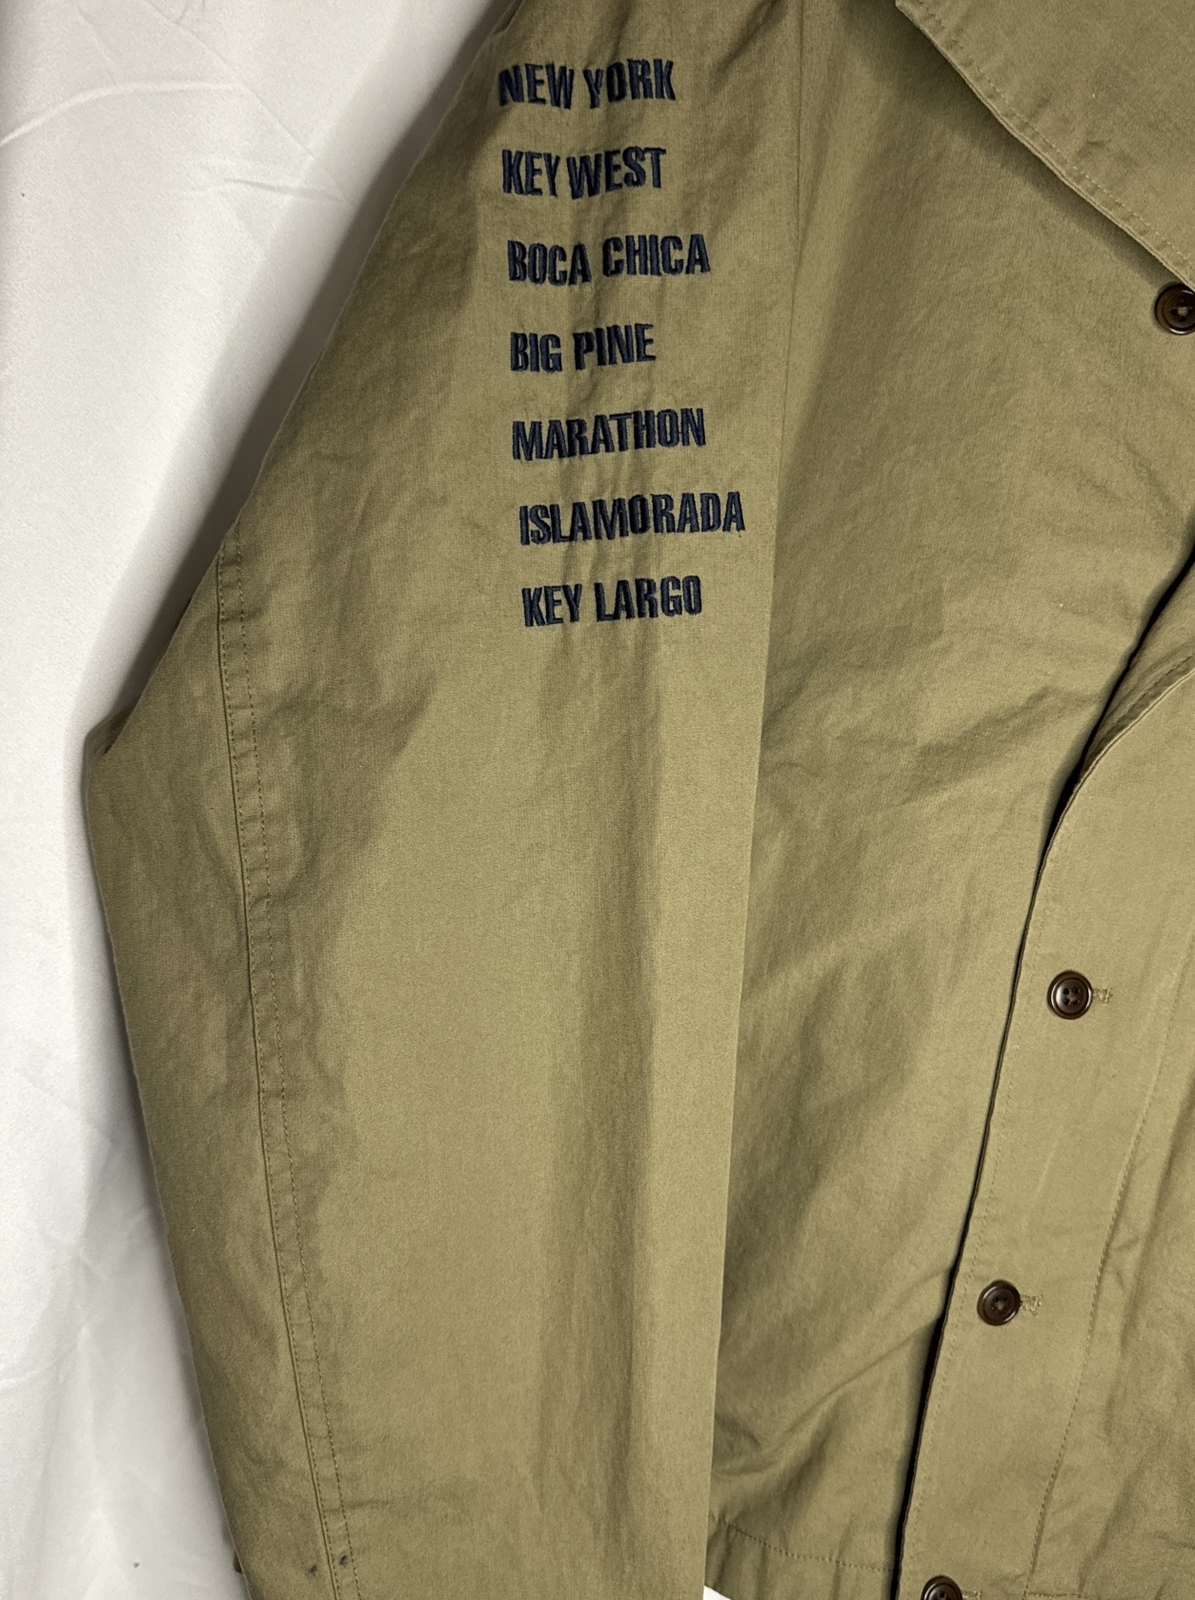 NEW YORK
KEY WEST
BOCA CHICA
BIG PINE
MARATHON
ISLAMORADA
KEY LARGO